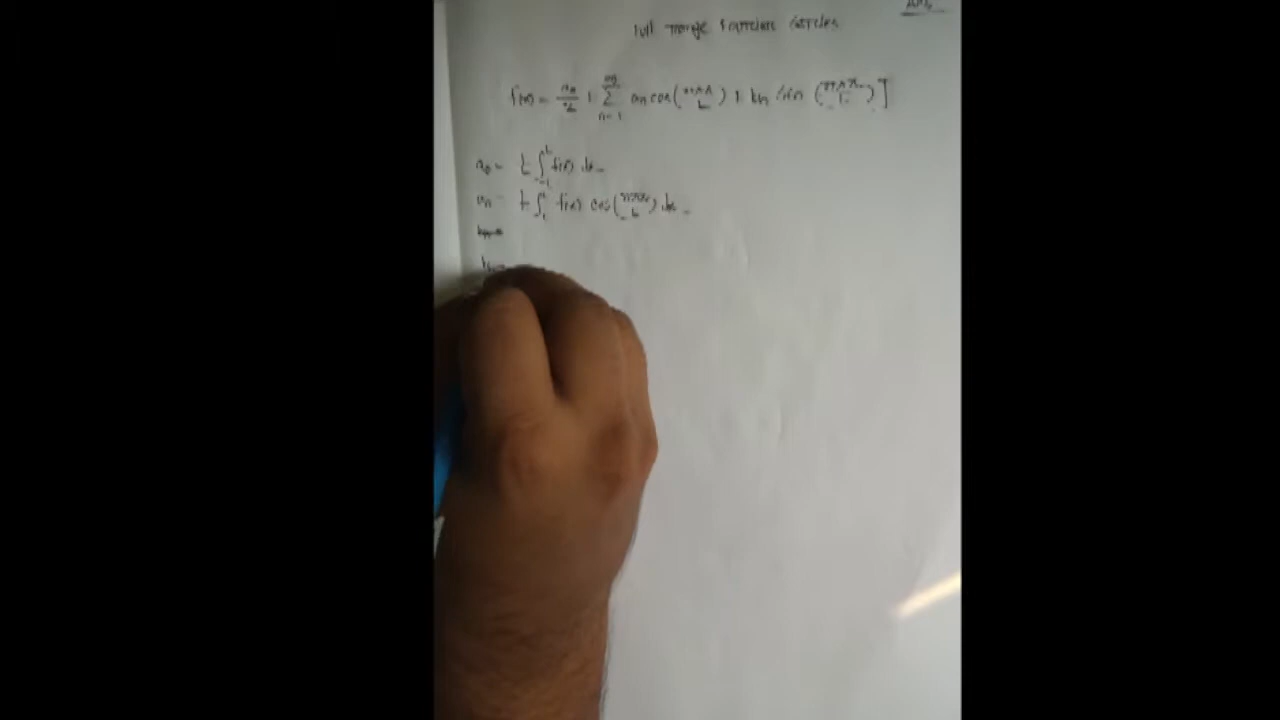 Full range Fourier Series
f(x) = a₀/2 + ∑ n=1 ∞ an cos(nπx/L) + bn sin(nπx/L)]
a₀ = 1/L ∫ -L L f(x) dx
an = 1/L ∫ L f(x) cos(nπx/L) dx